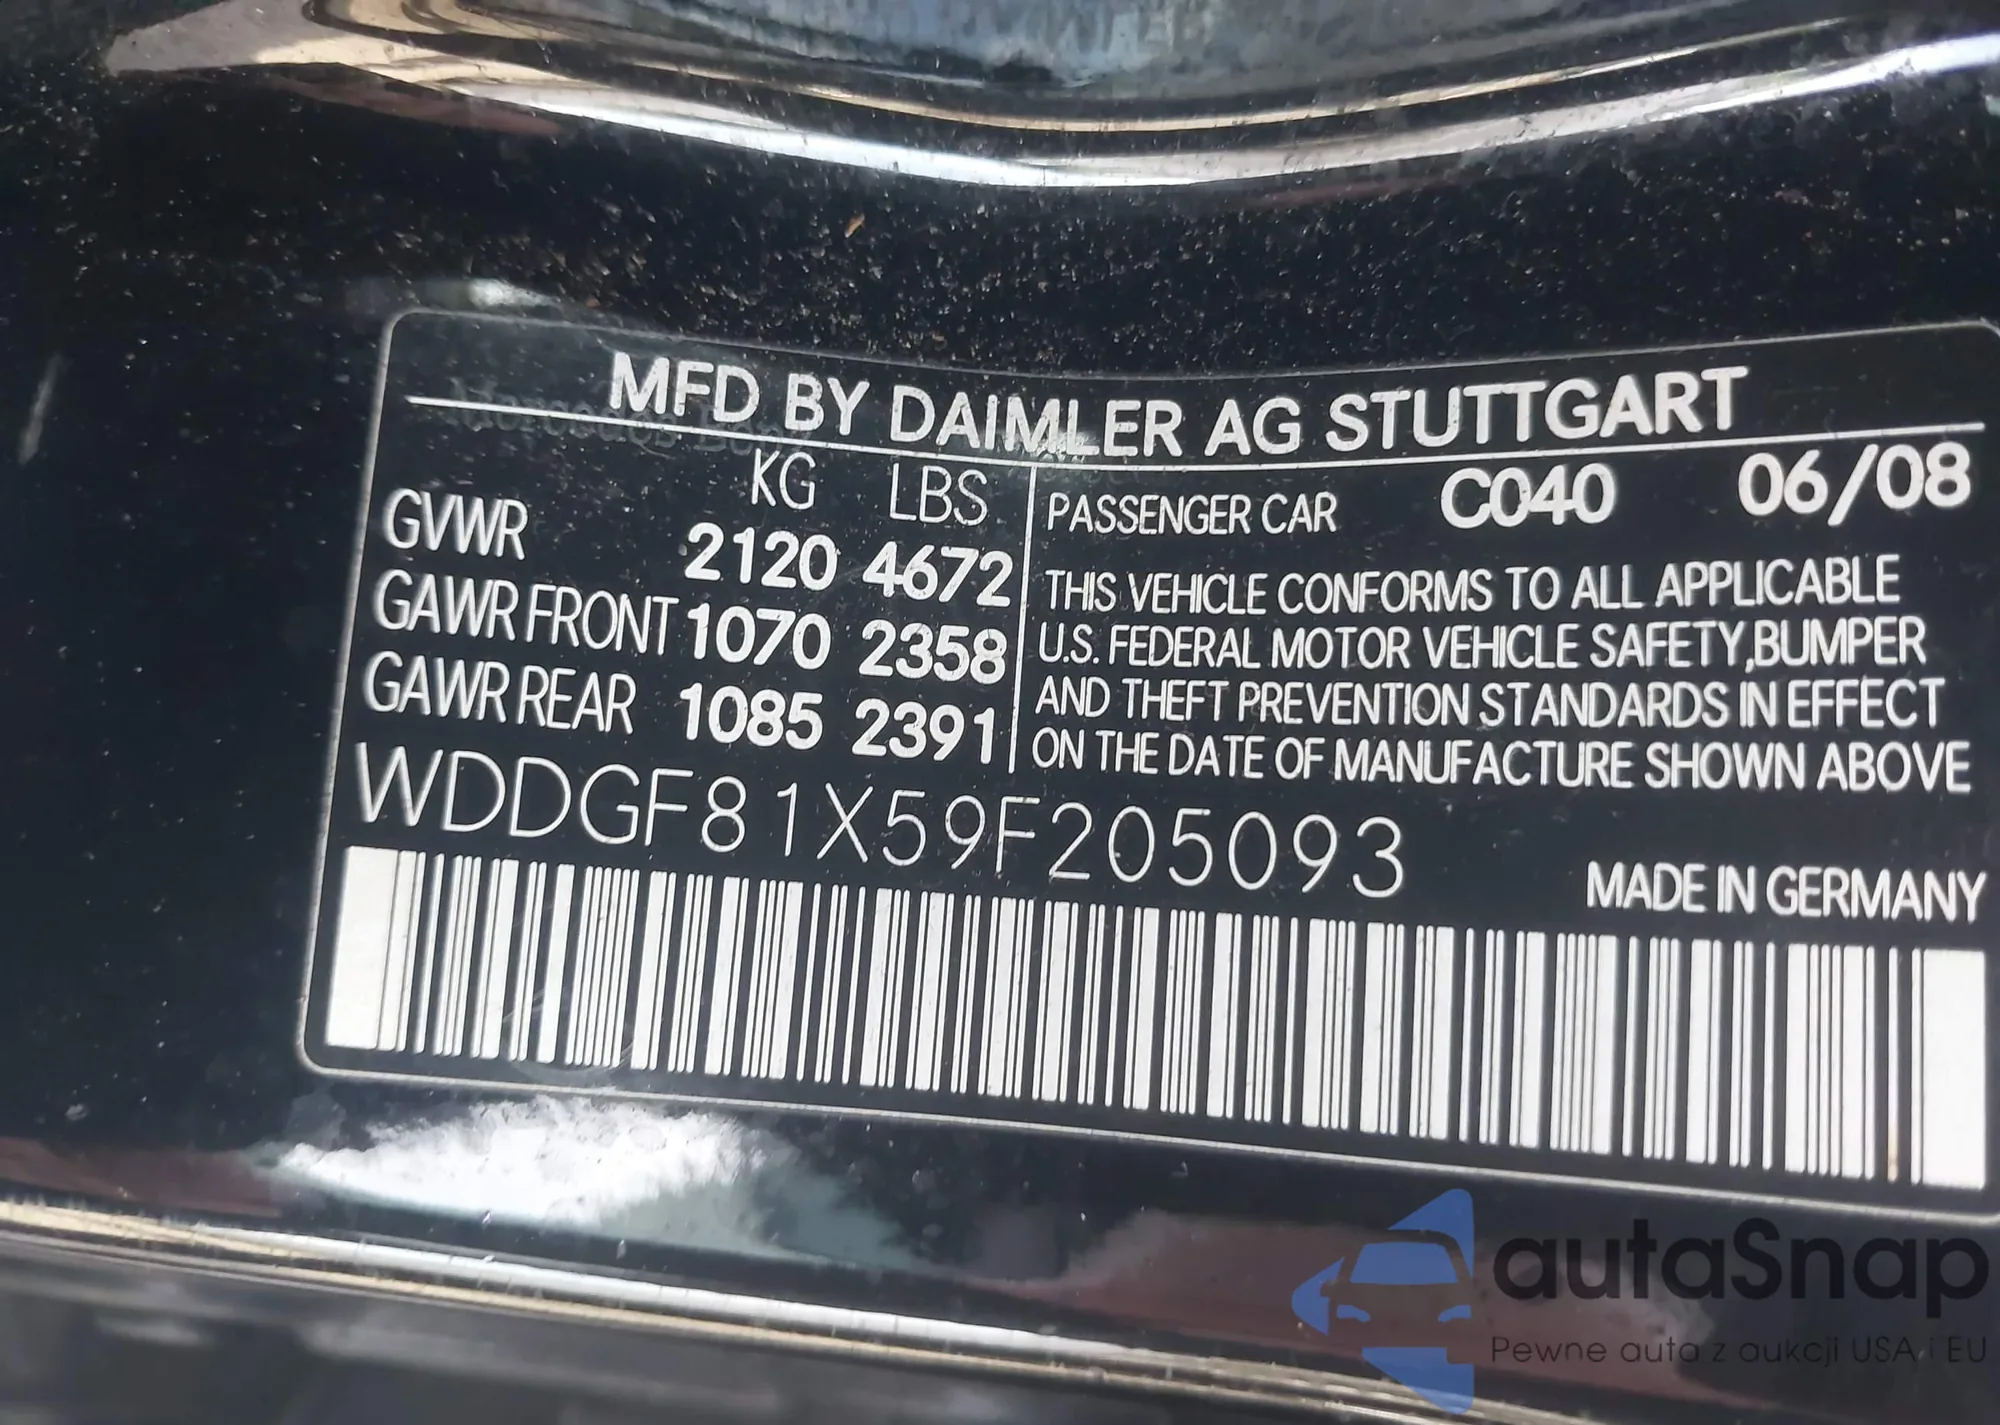 MFD BY DAIMLER AG STUTTGART
KG LBS
GVWR 2120 4672
GAWR FRONT 1070 2358
GAWR REAR 1085 2391
PASSENGER CAR C040 06/08
THIS VEHICLE CONFORMS TO ALL APPLICABLE
U.S. FEDERAL MOTOR VEHICLE SAFETY,BUMPER
AND THEFT PREVENTION STANDARDS IN EFFECT
ON THE DATE OF MANUFACTURE SHOWN ABOVE
WDDGF81X59F205093
MADE IN GERMANY
autaSnap
Pewne auta z aukcji USA i EU